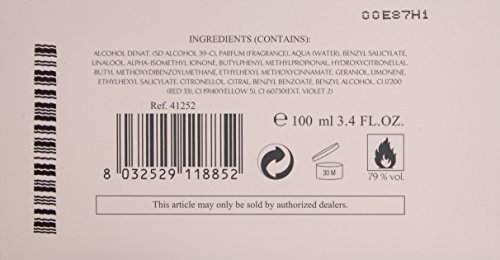 00E87H1
INGREDIENTS (CONTAINS):
ALCOHOL DENAT. (SD ALCOHOL 39-C), PARFUM (FRAGRANCE), AQUA (WATER), BENZYL SALICYLATE,
LINALOOL, ALPHA-ISOMETHYL IONONE, BUTYLPHENYL METHYLPROPIONAL, HYDROXYCITRONELLAL,
BUTYL METHOXYDIBENZOYLMETHANE, ETHYLHEXYL METHOXYCINNAMATE, GERANIOL, LIMONENE,
ETHYLHEXYL SALICYLATE, CITRONELLOL, CITRAL, BENZYL BENZOATE, BENZYL ALCOHOL, CI 17200
(RED 33), CI 19140(YELLOW 5), CI 60730(EXT. VIOLET 2)
Ref. 41252
e 100 ml 3.4 FL.OZ.
8 032529 118852
30 M
79 % vol.
This article may only be sold by authorized dealers.